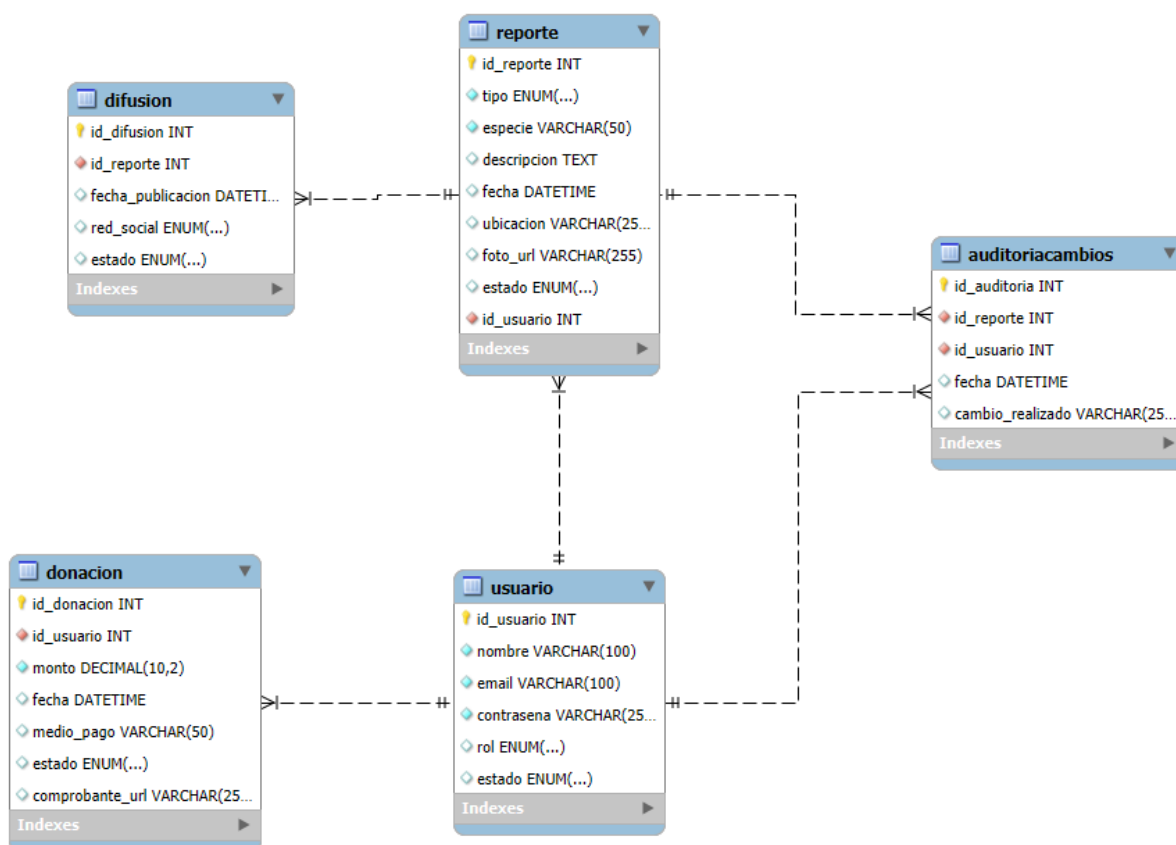 reporte
id_reporte INT
tipo ENUM(...)
especie VARCHAR(50)
descripcion TEXT
fecha DATETIME
ubicacion VARCHAR(25...
foto_url VARCHAR(255)
estado ENUM(...)
id_usuario INT
Indexes
difusion
id_difusion INT
id_reporte INT
fecha_publicacion DATETI...
red_social ENUM(...)
estado ENUM(...)
Indexes
auditoriacambios
id_auditoria INT
id_reporte INT
id_usuario INT
fecha DATETIME
cambio_realizado VARCHAR(25...
Indexes
donacion
id_donacion INT
id_usuario INT
monto DECIMAL(10,2)
fecha DATETIME
medio_pago VARCHAR(50)
estado ENUM(...)
comprobante_url VARCHAR(25...
Indexes
usuario
id_usuario INT
nombre VARCHAR(100)
email VARCHAR(100)
contrasena VARCHAR(25...
rol ENUM(...)
estado ENUM(...)
Indexes